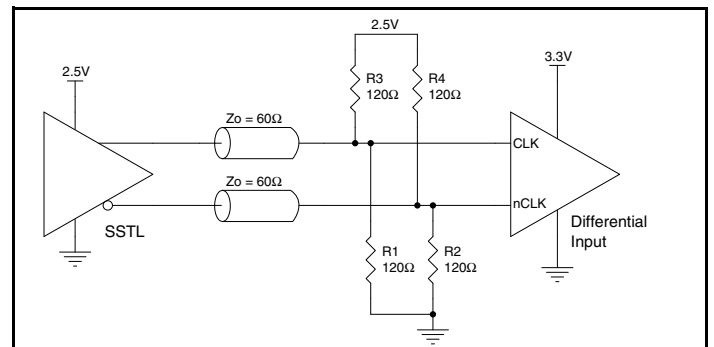 2.5V
2.5V
3.3V
R3
120Ω
R4
120Ω
Zo = 60Ω
CLK
Zo = 60Ω
nCLK
SSTL
Differential
Input
R1
120Ω
R2
120Ω